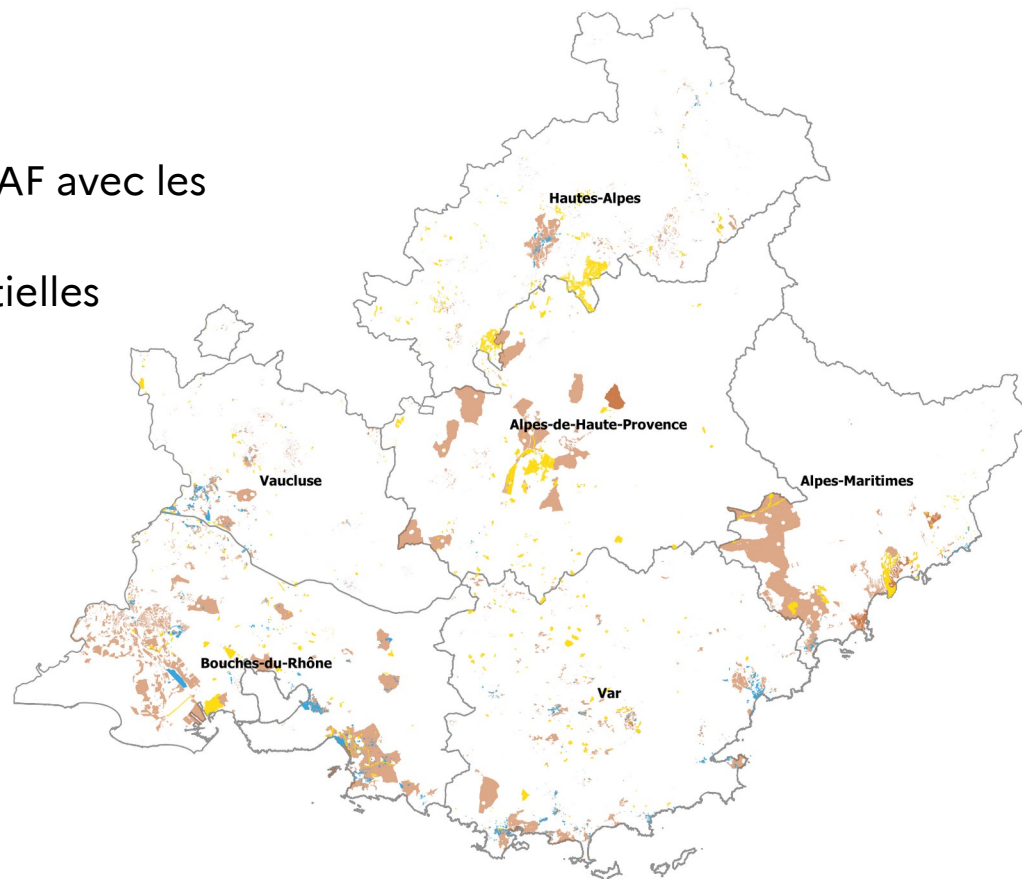 AF avec les
tielles
Hautes-Alpes
Alpes-de-Haute-Provence
Vaucluse
Alpes-Maritimes
Bouches-du-Rhône
Var